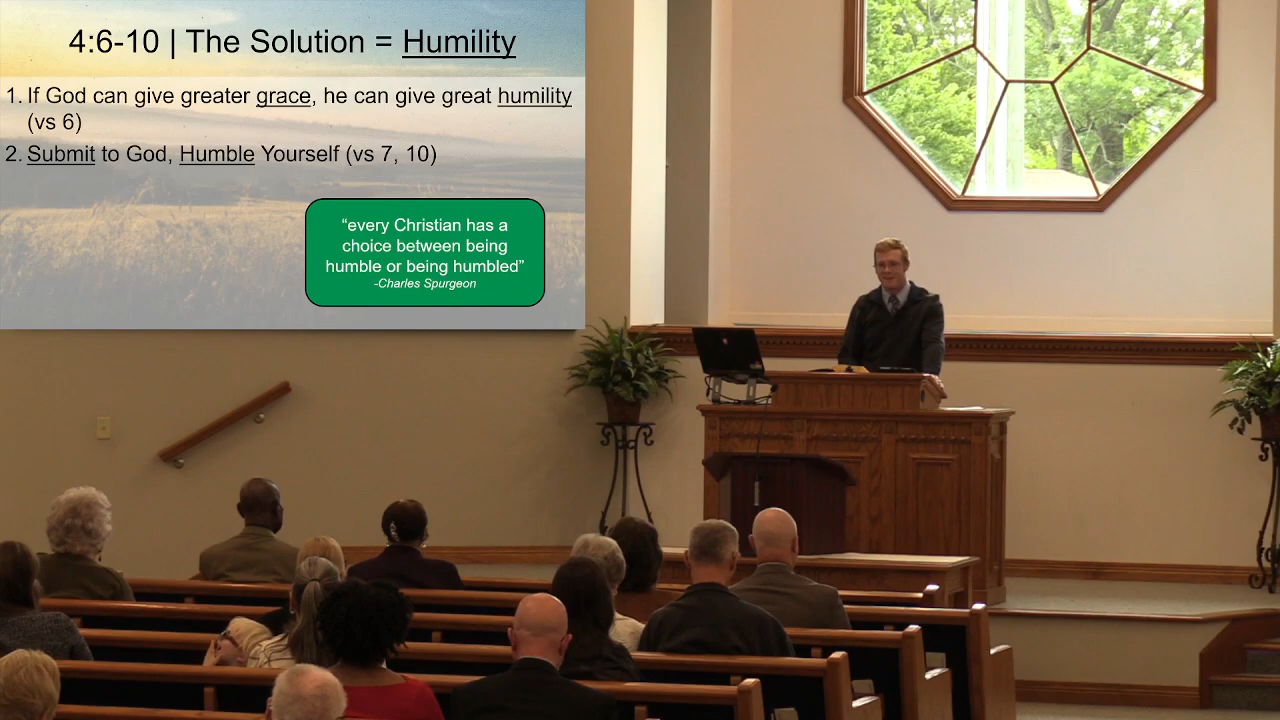 4:6-10 | The Solution = Humility
1. If God can give greater grace, he can give great humility
(vs 6)
2. Submit to God, Humble Yourself (vs 7, 10)
“every Christian has a
choice between being
humble or being humbled”
-Charles Spurgeon